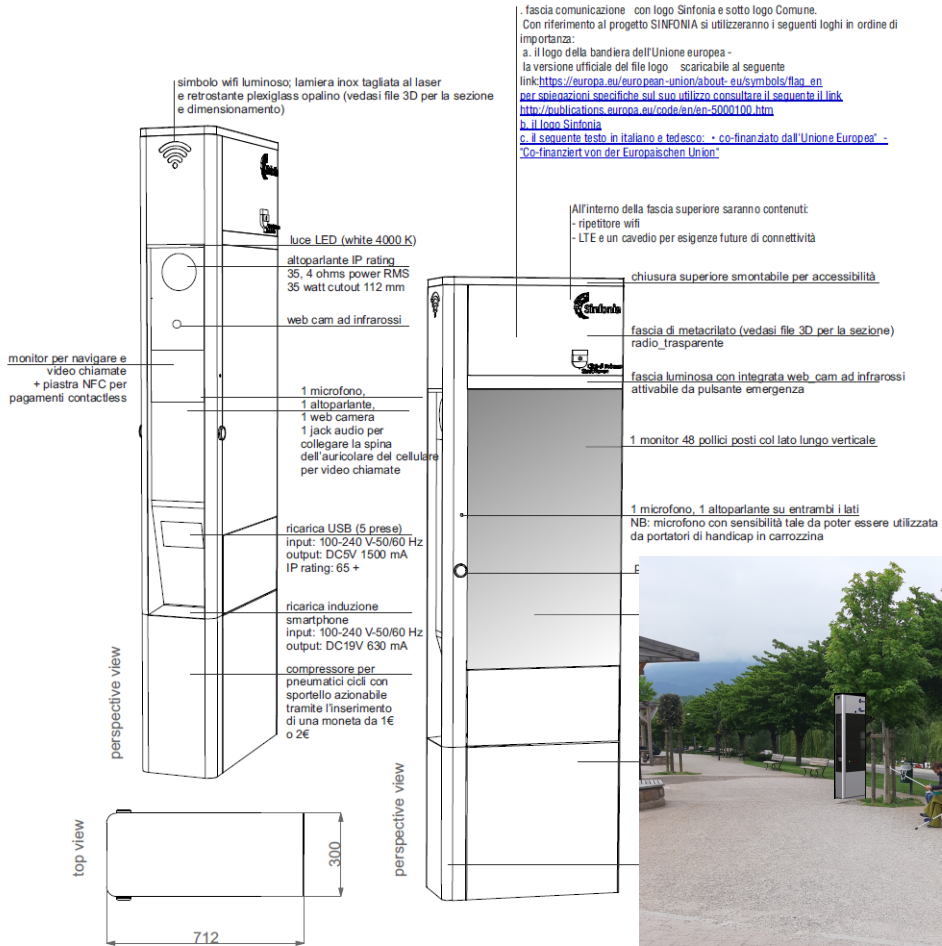 . fascia comunicazione con logo Sinfonia e sotto logo Comune.
Con riferimento al progetto SINFONIA si utilizzeranno i seguenti loghi in ordine di
importanza:
a. il logo della bandiera dell'Unione europea -
la versione ufficiale del file logo scaricabile al seguente
link:https://europa.eu/european-union/about- eu/symbols/flag_en
per spiegazioni specifiche sul suo utilizzo consultare il seguente il link
http://publications.europa.eu/code/en/en-5000100.htm
b. il logo Sinfonia
c. il seguente testo in italiano e tedesco: • co-finanziato dall'Unione Europea" -
"Co-finanziert von der Europaischen Union"
simbolo wifi luminoso; lamiera inox tagliata al laser
e retrostante plexiglass opalino (vedasi file 3D per la sezione
e dimensionamento)
All'interno della fascia superiore saranno contenuti:
- ripetitore wifi
- LTE e un cavedio per esigenze future di connettività
luce LED (white 4000 K)
altoparlante IP rating
35, 4 ohms power RMS
35 watt cutout 112 mm
web cam ad infrarossi
monitor per navigare e
video chiamate
+ piastra NFC per
pagamenti contactless
1 microfono,
1 altoparlante,
1 web camera
1 jack audio per
collegare la spina
dell'auricolare del cellulare
per video chiamate
ricarica USB (5 prese)
input: 100-240 V-50/60 Hz
output: DC5V 1500 mA
IP rating: 65 +
ricarica induzione
smartphone
input: 100-240 V-50/60 Hz
output: DC19V 630 mA
compressore per
pneumatici cicli con
sportello azionabile
tramite l'inserimento
di una moneta da 1€
o 2€
perspective view
chiusura superiore smontabile per accessibilità
Sinfonia
fascia di metacrilato (vedasi file 3D per la sezione)
radio_trasparente
fascia luminosa con integrata web_cam ad infrarossi
attivabile da pulsante emergenza
1 monitor 48 pollici posti col lato lungo verticale
1 microfono, 1 altoparlante su entrambi i lati
NB: microfono con sensibilità tale da poter essere utilizzata
da portatori di handicap in carrozzina
perspective view
top view
300
712